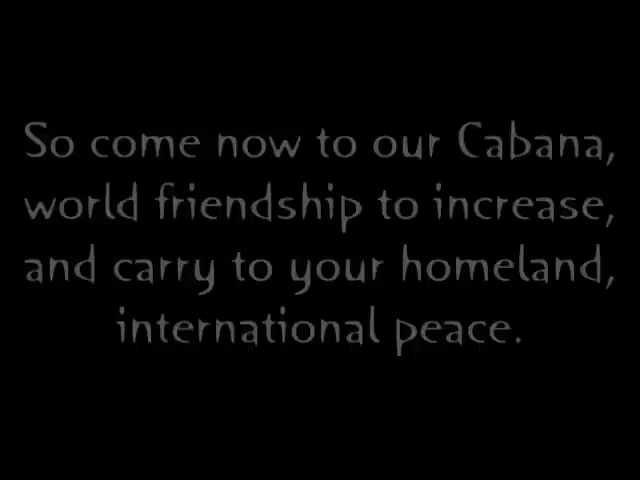 So come now to our Cabana,
world friendship to increase,
and carry to your homeland,
international peace.